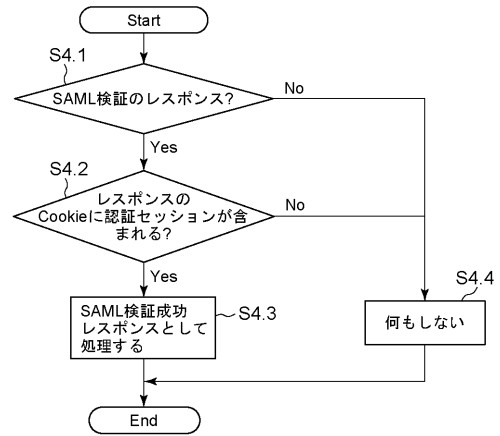 Start
S4.1
SAML検証のレスポンス?
No
Yes
S4.2
レスポンスの
Cookieに認証セッションが含
まれる?
No
Yes
S4.3
SAML検証成功
レスポンスとして
処理する
S4.4
何もしない
End